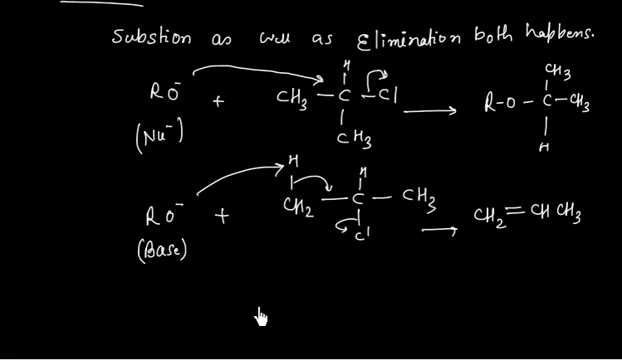 Substion as well as Elimination both happens.
H CH3
RO- + CH3 - C - Cl → R-O - C - CH3
(Nu-) CH3 H
H H
RO- + CH2 - C - CH3 → CH2 = CH CH3
(Base) Cl